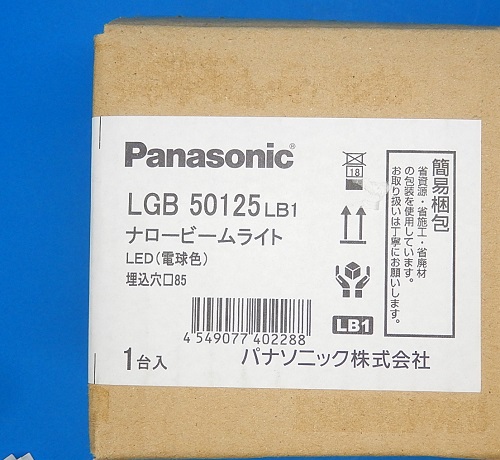 Panasonic®
LGB 50125 LB1
ナロービームライト
LED(電球色)
埋込穴口85
4 549077 402288
1台入
パナソニック株式会社
18
LB1
簡易梱包
省資源・省施工・省廃材
の包装を使用しています。
お取り扱いは丁寧にお願いします。